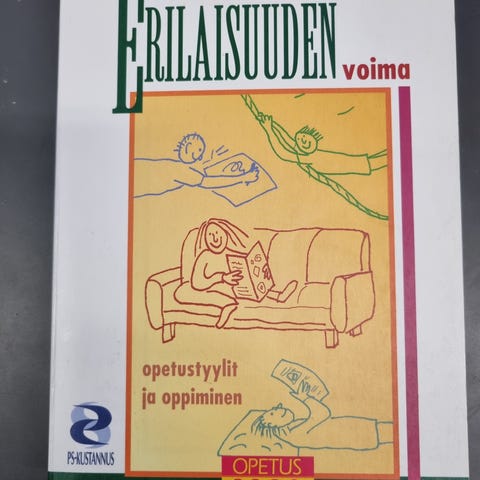 ERILAISUUDEN
voima
opetustyylit
ja oppiminen
PS-KUSTANNUS
OPETUS